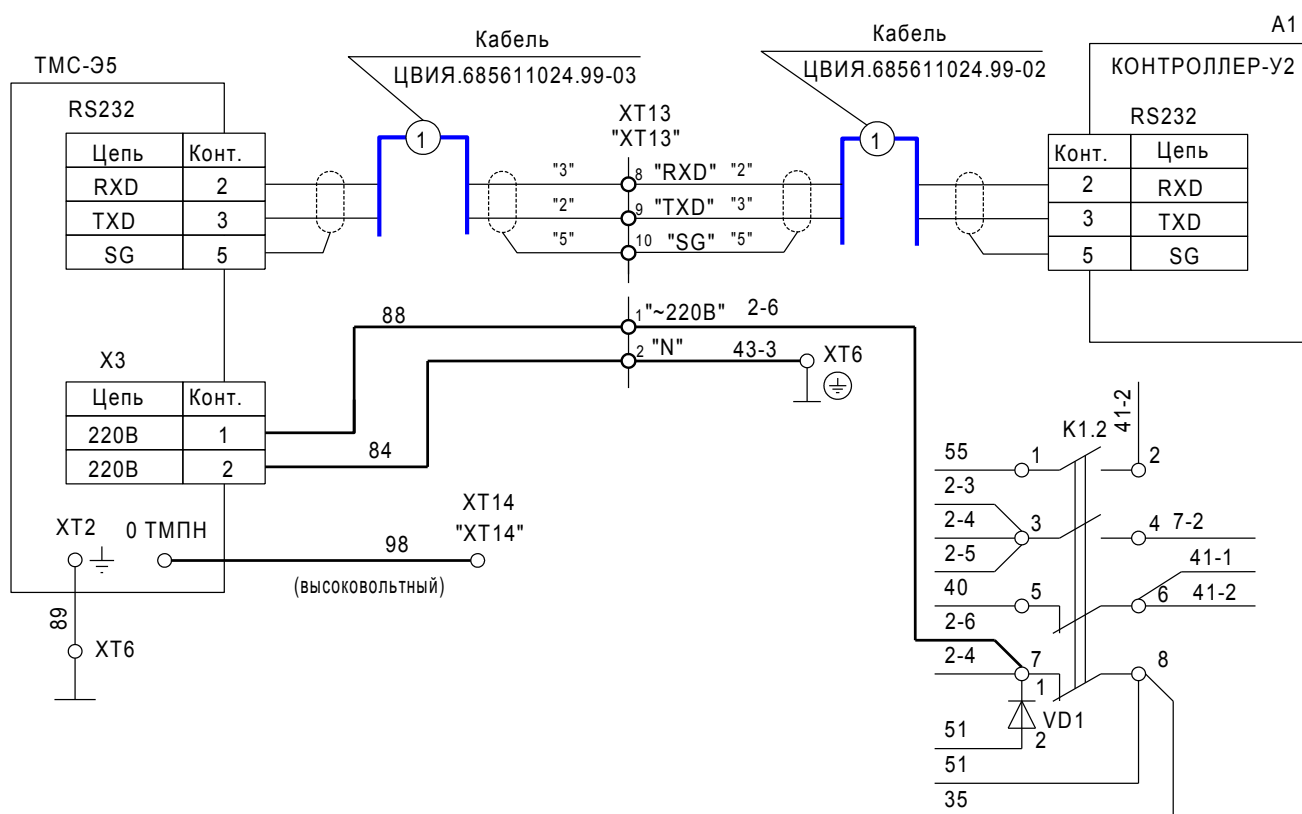 Кабель
ЦВИЯ.685611024.99-03
Кабель
ЦВИЯ.685611024.99-02
A1
ТМС-Э5
КОНТРОЛЛЕР-У2
RS232
Цепь Конт.
RXD 2
TXD 3
SG 5
1
XT13
"XT13"
"3" 8 "RXD" "2"
"2" 9 "TXD" "3"
"5" 10 "SG" "5"
1
RS232
Конт. Цепь
2 RXD
3 TXD
5 SG
88
1 "~220В" 2-6
2 "N" 43-3 XT6
X3
Цепь Конт.
220В 1
220В 2
84
XT2
0 ТМПН
98
(высоковольтный)
XT14
"XT14"
89
XT6
K1.2
41-2
55 1 2
2-3
2-4 3 4 7-2
2-5
41-1
40 5 6 41-2
2-6
2-4 7 8
1
VD1
51 2
51
35